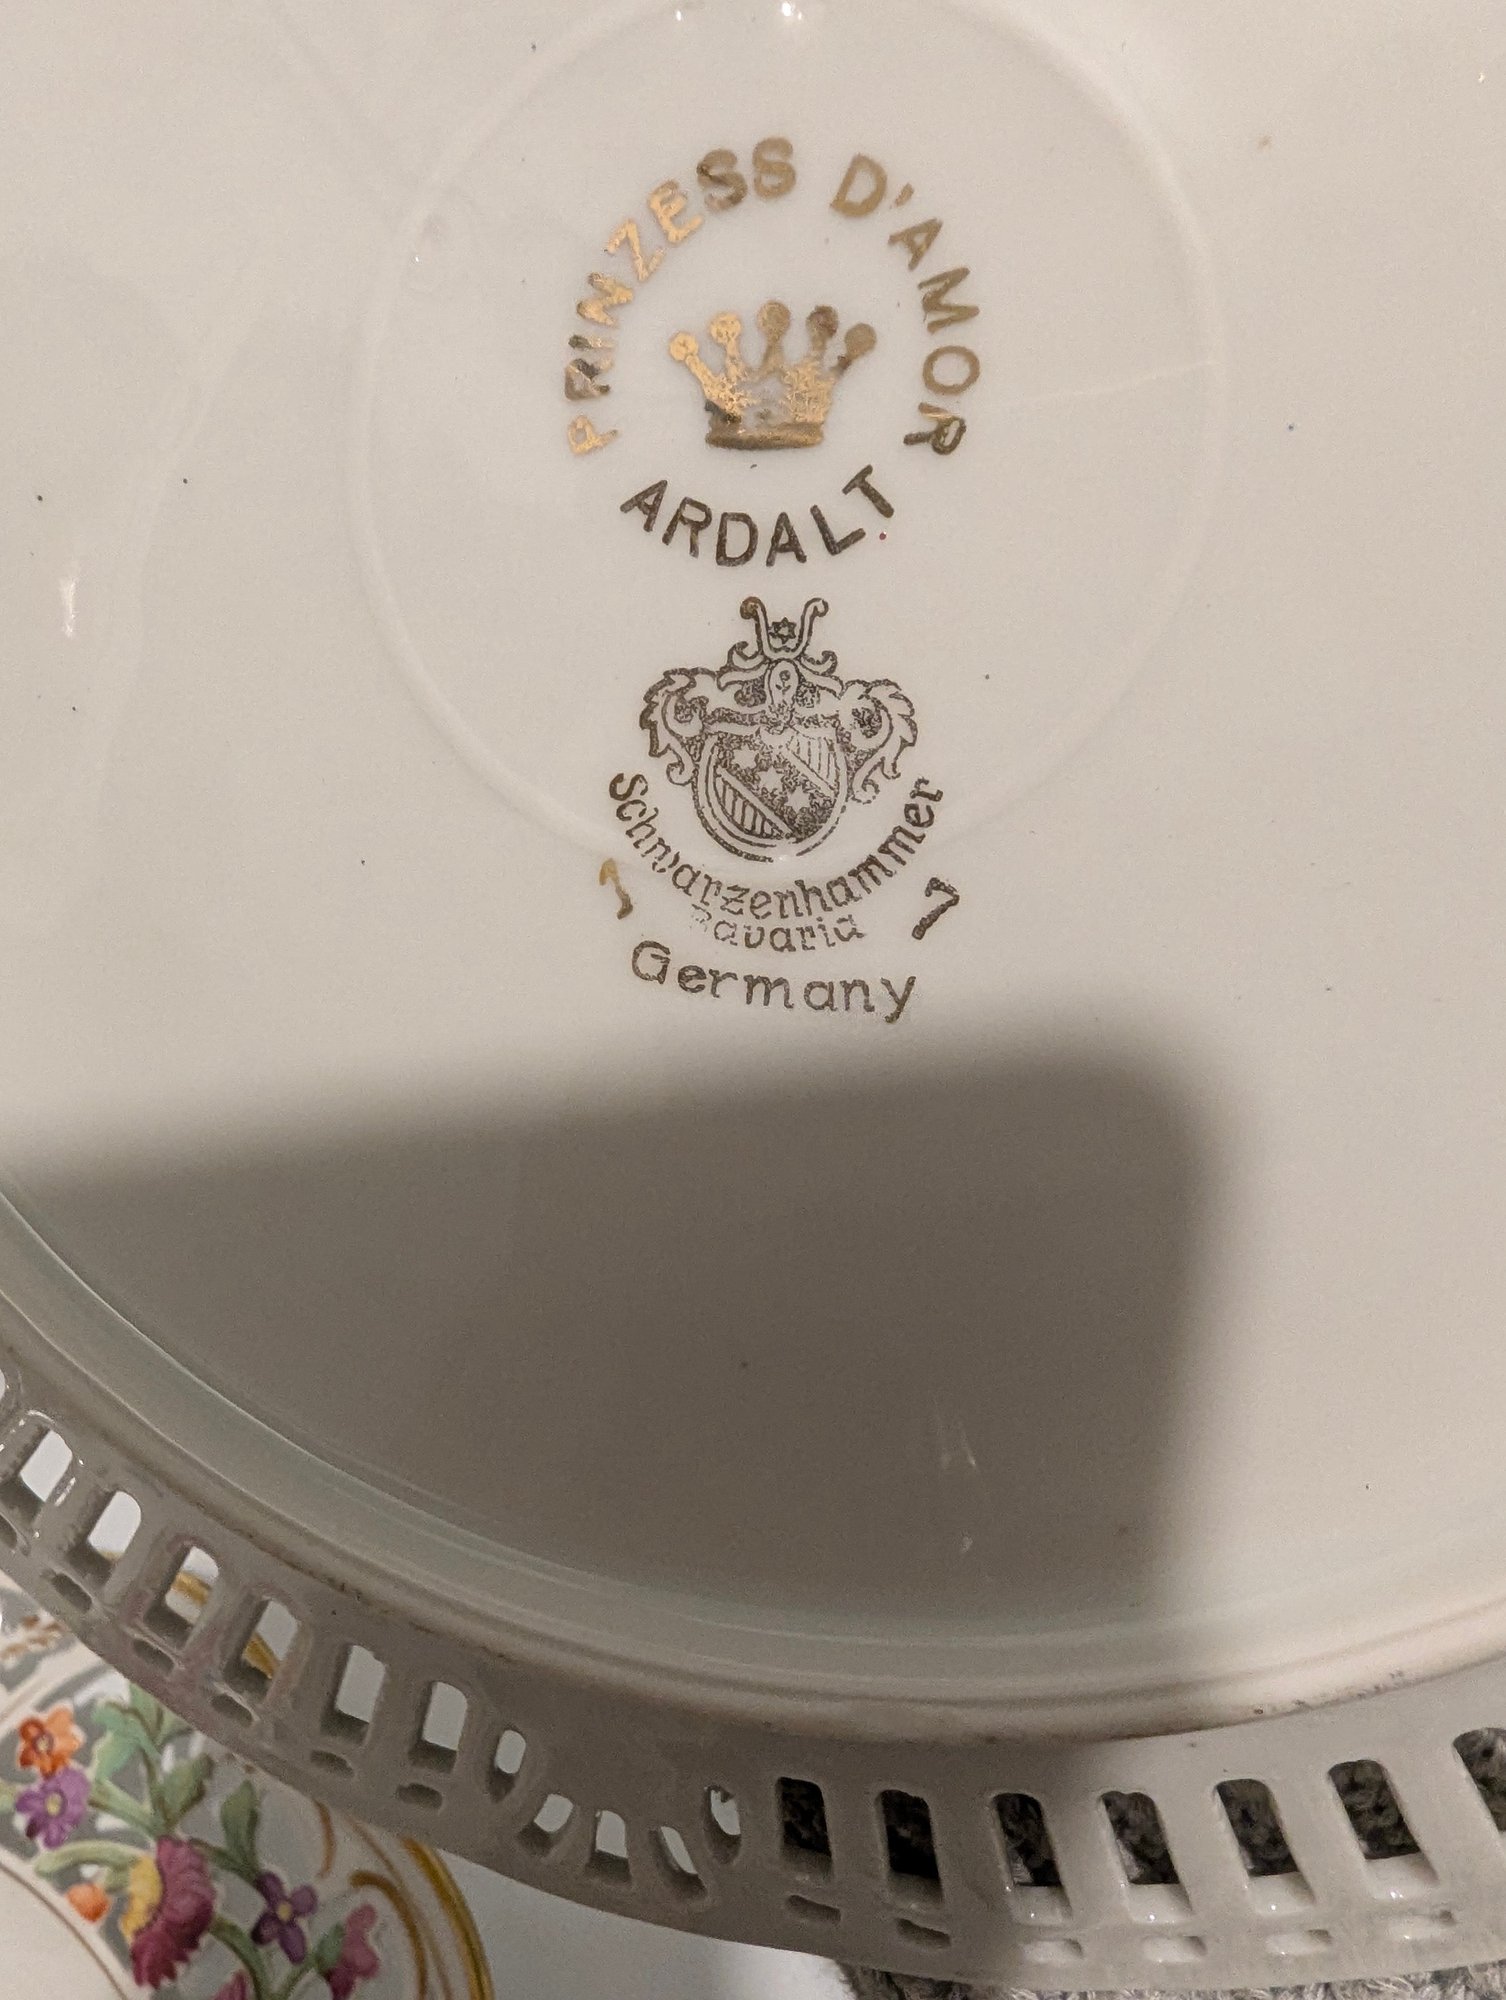 PRINZESS D'AMOR
ARDALT
Schwarzenhammer
Bavaria
Germany